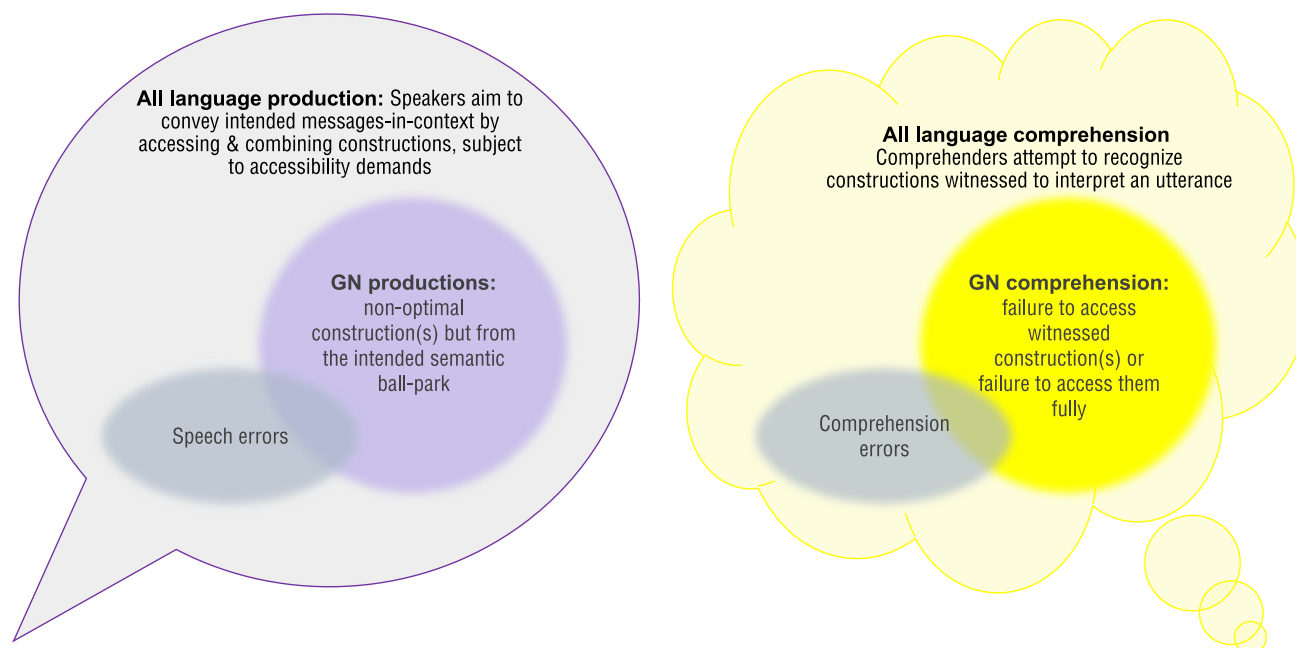 All language production: Speakers aim to
convey intended messages-in-context by
accessing & combining constructions, subject
to accessibility demands
GN productions:
non-optimal
construction(s) but from
the intended semantic
ball-park
Speech errors
All language comprehension
Comprehenders attempt to recognize
constructions witnessed to interpret an utterance
GN comprehension:
failure to access
witnessed
construction(s) or
failure to access them
fully
Comprehension
errors